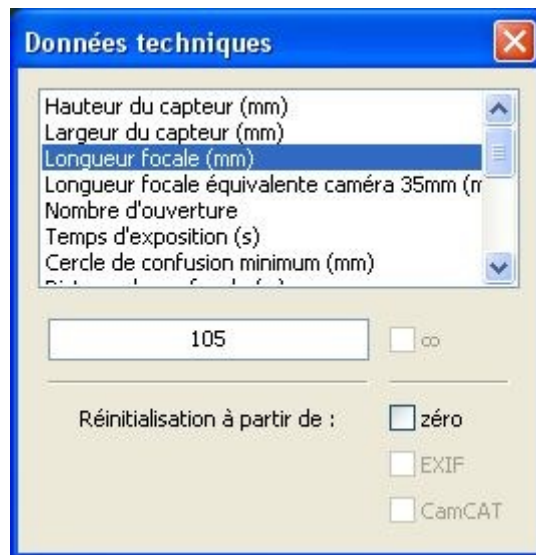 Données techniques
Hauteur du capteur (mm)
Largeur du capteur (mm)
Longueur focale (mm)
Longueur focale équivalente caméra 35mm (m
Nombre d'ouverture
Temps d'exposition (s)
Cercle de confusion minimum (mm)
105
∞
Réinitialisation à partir de :
zéro
EXIF
CamCAT